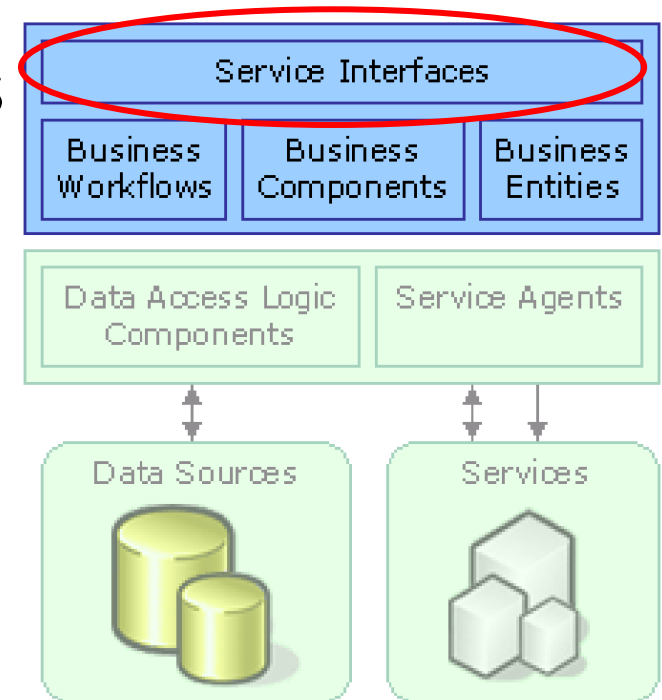 Service Interfaces
Business
Workflows
Business
Components
Business
Entities
Data Access Logic
Components
Service Agents
Data Sources
Services